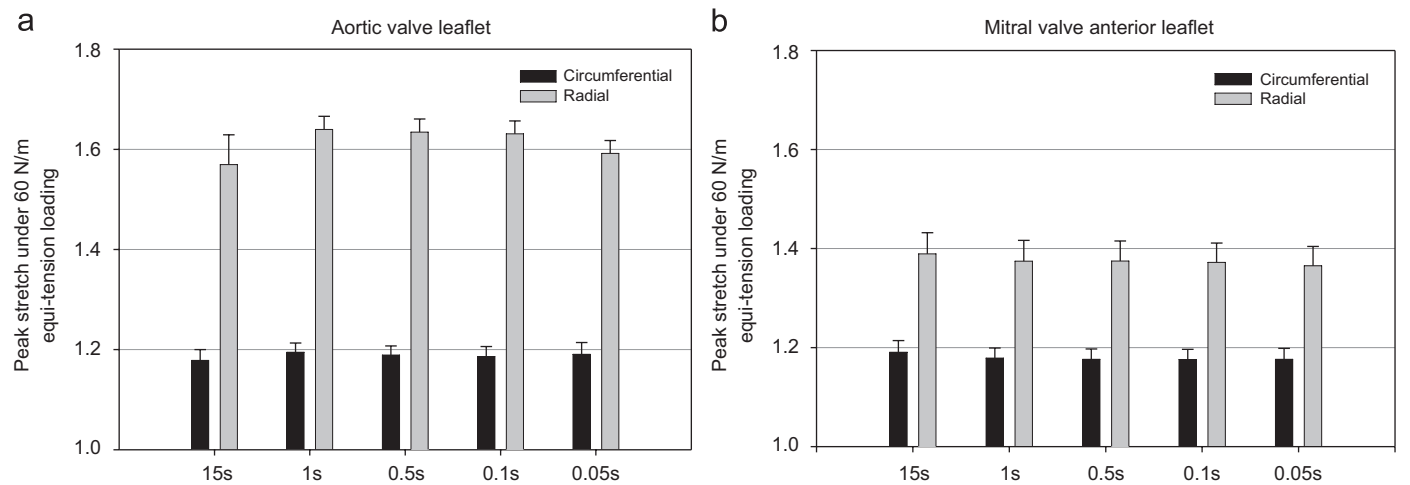 a
Aortic valve leaflet
Peak stretch under 60 N/m
equi-tension loading
1.8
1.6
1.4
1.2
1.0
Circumferential
Radial
15s
1s
0.5s
0.1s
0.05s
b
Mitral valve anterior leaflet
Peak stretch under 60 N/m
equi-tension loading
1.8
1.6
1.4
1.2
1.0
Circumferential
Radial
15s
1s
0.5s
0.1s
0.05s